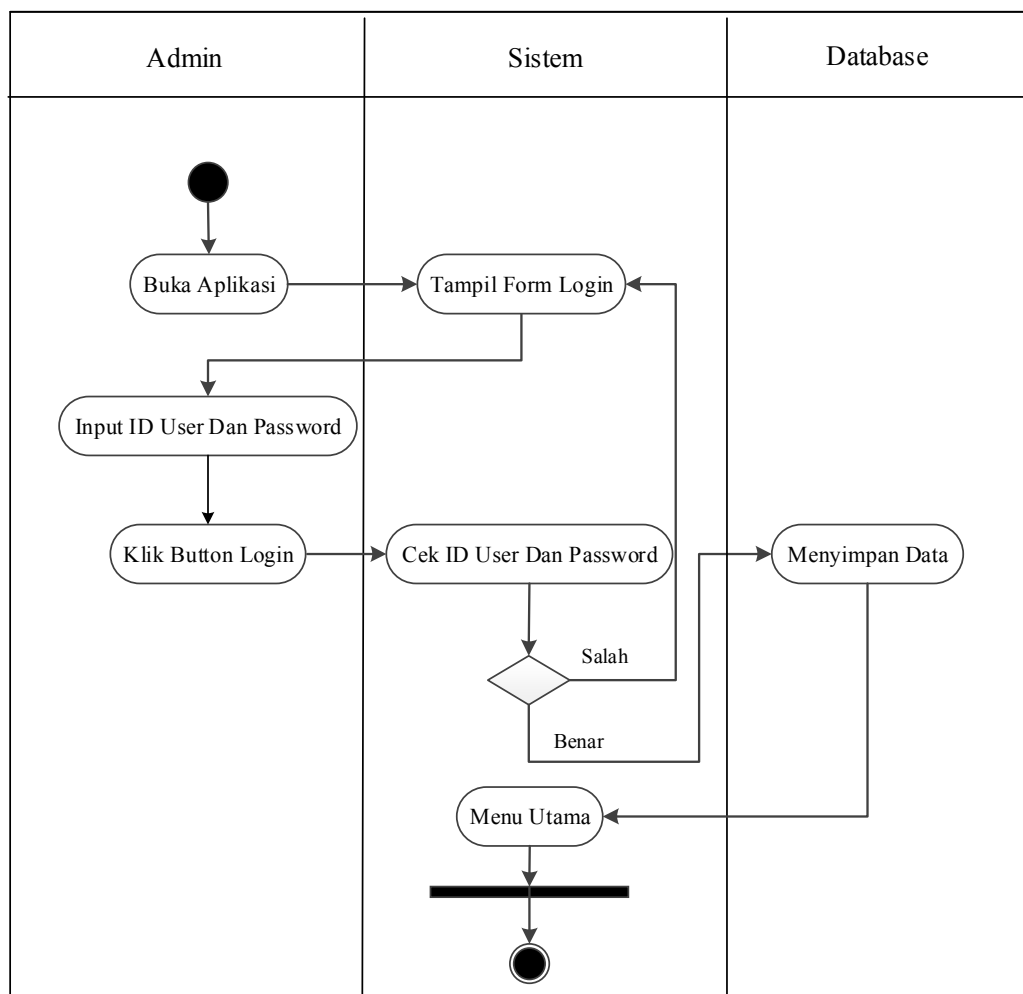 Admin
Sistem
Database
Buka Aplikasi
Tampil Form Login
Input ID User Dan Password
Klik Button Login
Cek ID User Dan Password
Menyimpan Data
Salah
Benar
Menu Utama